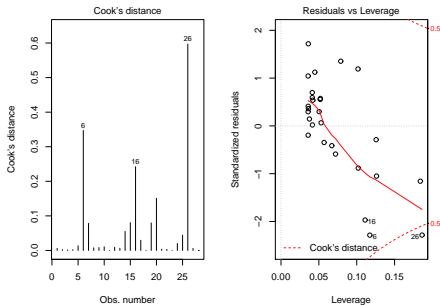 Cook's distance
Cook's distance
0.0 0.1 0.2 0.3 0.4 0.5 0.6
6
16
26
0 5 10 15 20 25
Obs. number
Residuals vs Leverage
Standardized residuals
−2 −1 0 1 2
0.5
0.5
16
6
26
Cook's distance
0.00 0.05 0.10 0.15
Leverage